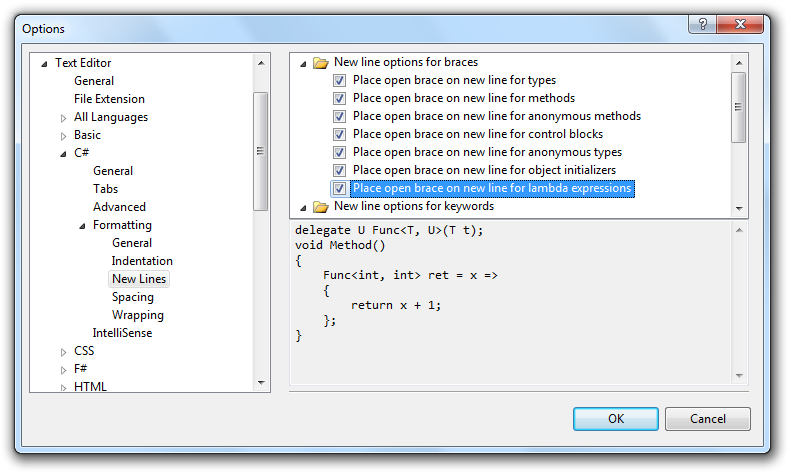 Options
Text Editor
General
File Extension
All Languages
Basic
C#
General
Tabs
Advanced
Formatting
General
Indentation
New Lines
Spacing
Wrapping
IntelliSense
CSS
F#
HTML
New line options for braces
Place open brace on new line for types
Place open brace on new line for methods
Place open brace on new line for anonymous methods
Place open brace on new line for control blocks
Place open brace on new line for anonymous types
Place open brace on new line for object initializers
Place open brace on new line for lambda expressions
New line options for keywords
delegate U Func<T, U>(T t);
void Method()
{
    Func<int, int> ret = x =>
    {
        return x + 1;
    };
}
OK
Cancel